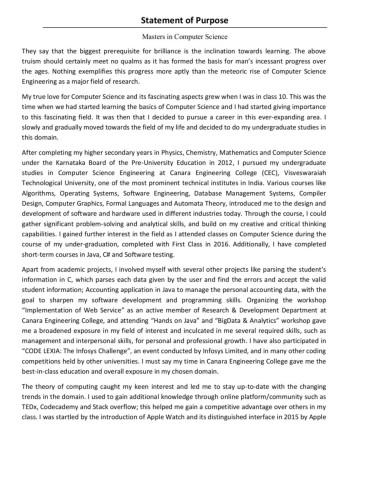 Statement of Purpose
Masters in Computer Science
They say that the biggest prerequisite for brilliance is the inclination towards learning. The above
truism should certainly meet no qualms as it has formed the basis for man's incessant progress over
the ages. Nothing exemplifies this progress more aptly than the meteoric rise of Computer Science
Engineering as a major field of research.
My true love for Computer Science and its fascinating aspects grew when I was in class 10. This was the
time when we had started learning the basics of Computer Science and I had started giving importance
to this fascinating field. It was then that I decided to pursue a career in this ever-expanding area. I
slowly and gradually moved towards the field of my life and decided to do my undergraduate studies in
this domain.
After completing my higher secondary years in Physics, Chemistry, Mathematics and Computer Science
under the Karnataka Board of the Pre-University Education in 2012, I pursued my undergraduate
studies in Computer Science Engineering at Canara Engineering College (CEC), Visveswaraiah
Technological University, one of the most prominent technical institutes in India. Various courses like
Algorithms, Operating Systems, Software Engineering, Database Management Systems, Compiler
Design, Computer Graphics, Formal Languages and Automata Theory, introduced me to the design and
development of software and hardware used in different industries today. Through the course, I could
gather significant problem-solving and analytical skills, and build on my creative and critical thinking
capabilities. I gained further interest in the field as I attended classes on Computer Science during the
course of my under-graduation, completed with First Class in 2016. Additionally, I have completed
short-term courses in Java, C# and Software testing.
Apart from academic projects, I involved myself with several other projects like parsing the student's
information in C, which parses each data given by the user and find the errors and accept the valid
student information; Accounting application in Java to manage the personal accounting data, with the
goal to sharpen my software development and programming skills. Organizing the workshop
"Implementation of Web Service" as an active member of Research & Development Department at
Canara Engineering College, and attending "Hands on Java" and "BigData & Analytics" workshop gave
me a broadened exposure in my field of interest and inculcated in me several required skills, such as
management and interpersonal skills, for personal and professional growth. I have also participated in
"CODE LEXIA: The Infosys Challenge", an event conducted by Infosys Limited, and in many other coding
competitions held by other universities. I must say my time in Canara Engineering College gave me the
best-in-class education and overall exposure in my chosen domain.
The theory of computing caught my keen interest and led me to stay up-to-date with the changing
trends in the domain. I used to gain additional knowledge through online platform/community such as
TEDx, Codecademy and Stack overflow; this helped me gain a competitive advantage over others in my
class. I was startled by the introduction of Apple Watch and its distinguished interface in 2015 by Apple